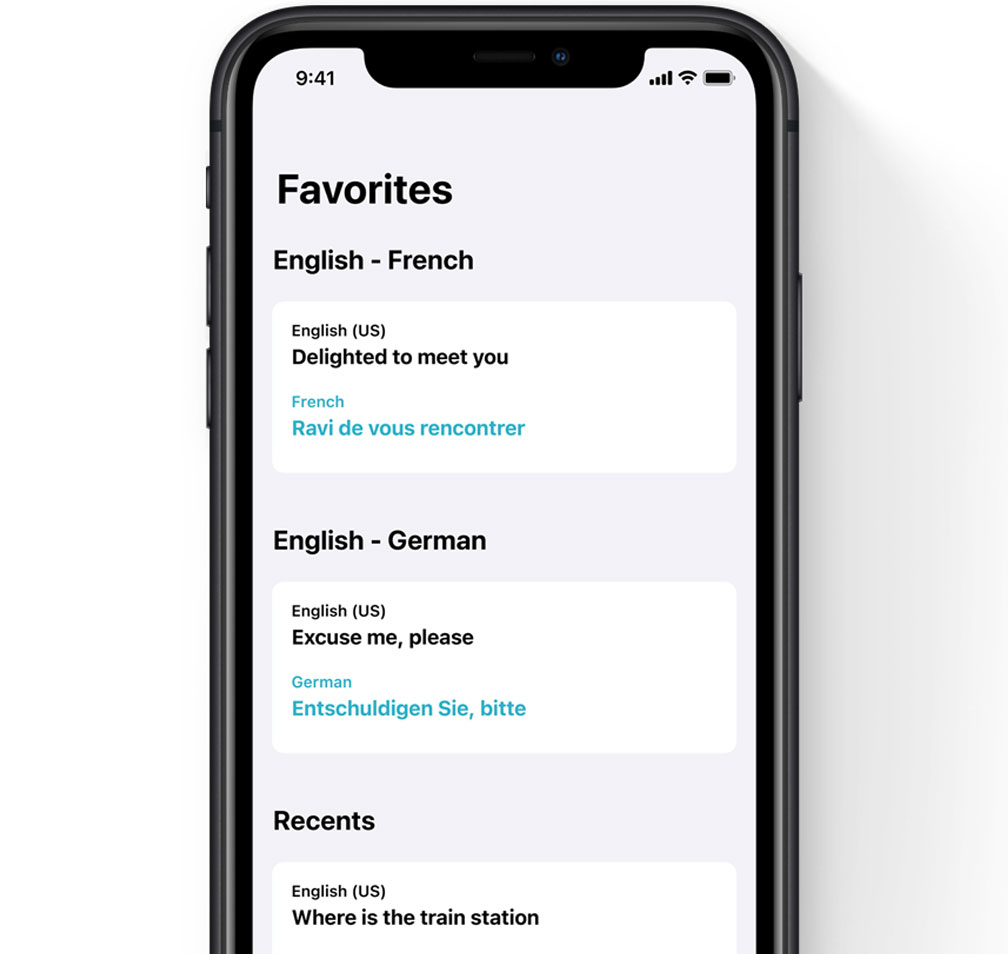 9:41
Favorites
English - French
English (US)
Delighted to meet you
French
Ravi de vous rencontrer
English - German
English (US)
Excuse me, please
German
Entschuldigen Sie, bitte
Recents
English (US)
Where is the train station